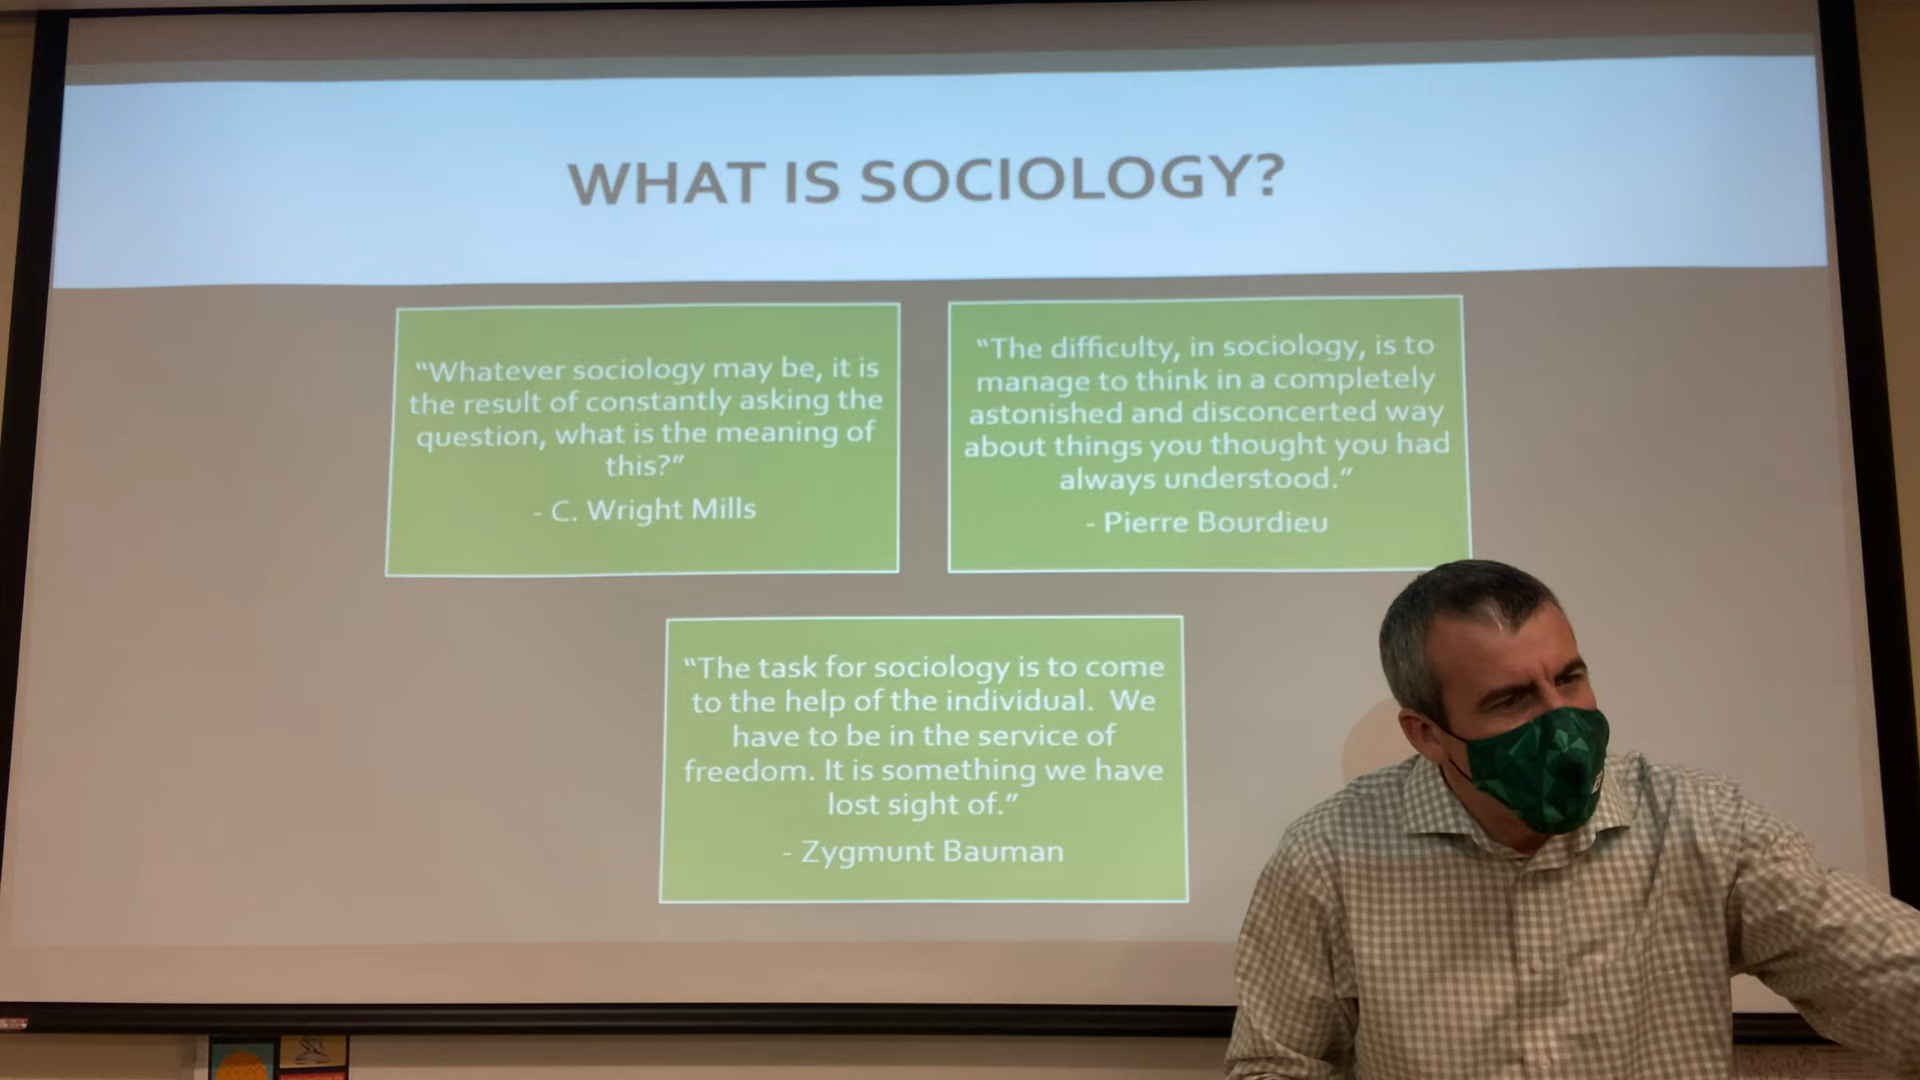 WHAT IS SOCIOLOGY?
“Whatever sociology may be, it is
the result of constantly asking the
question, what is the meaning of
this?”
- C. Wright Mills
“The difficulty, in sociology, is to
manage to think in a completely
astonished and disconcerted way
about things you thought you had
always understood.”
- Pierre Bourdieu
“The task for sociology is to come
to the help of the individual.  We
have to be in the service of
freedom. It is something we have
lost sight of.”
- Zygmunt Bauman